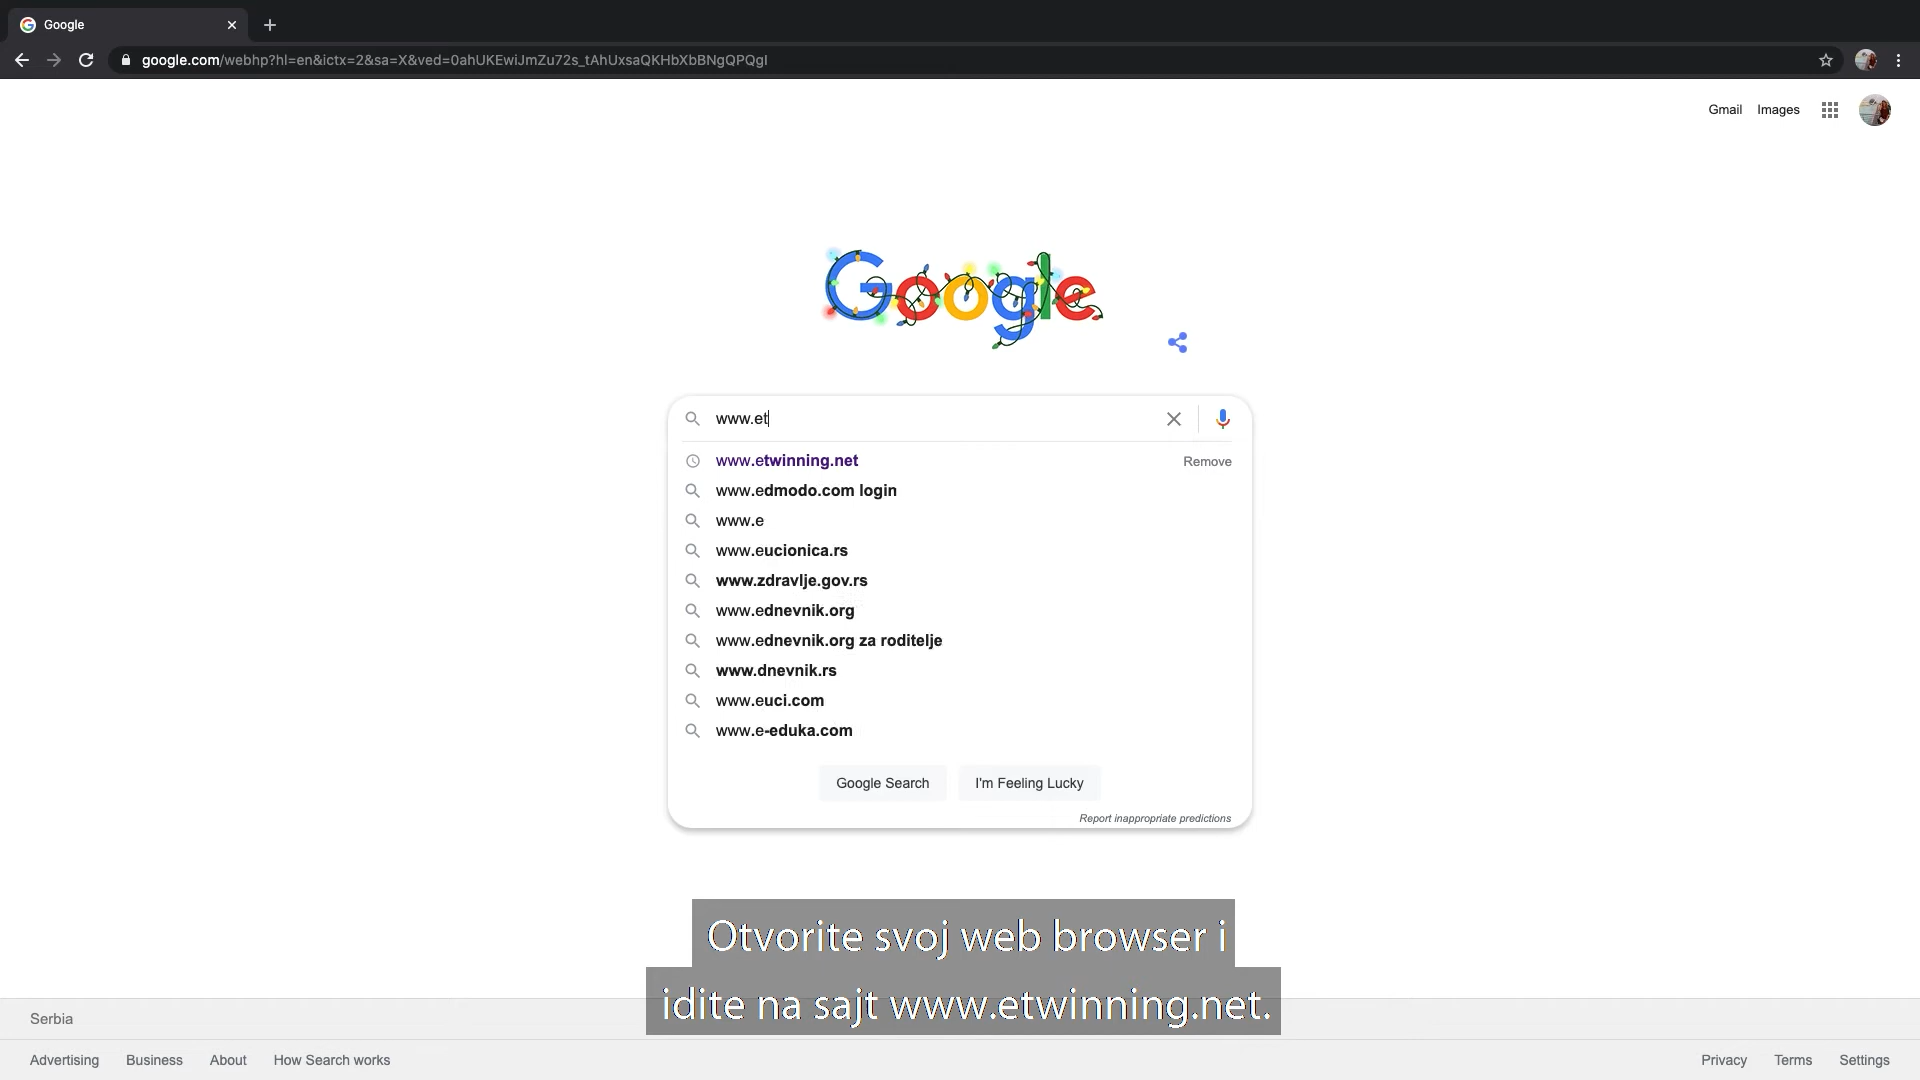 Google
google.com/webhp?hl=en&ictx=2&sa=X&ved=0ahUKEwiJmZu72s_tAhUxsaQKHbXbBNgQPQgI
Gmail Images
Google
www.et
www.etwinning.net Remove
www.edmodo.com login
www.e
www.eucionica.rs
www.zdravlje.gov.rs
www.ednevnik.org
www.ednevnik.org za roditelje
www.dnevnik.rs
www.euci.com
www.e-eduka.com
Google Search I'm Feeling Lucky
Report inappropriate predictions
Otvorite svoj web browser i
idite na sajt www.etwinning.net.
Serbia
Advertising Business About How Search works Privacy Terms Settings